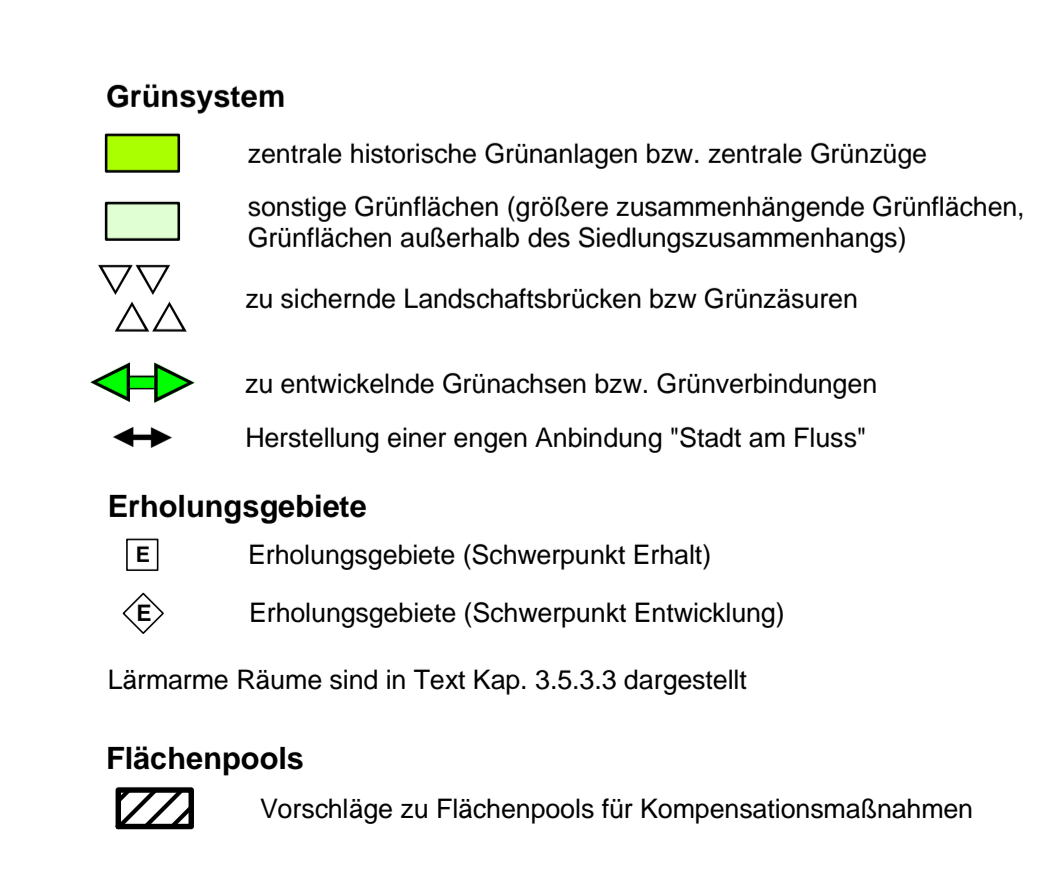 Grünsystem
zentrale historische Grünanlagen bzw. zentrale Grünzüge
sonstige Grünflächen (größere zusammenhängende Grünflächen,
Grünflächen außerhalb des Siedlungszusammenhangs)
zu sichernde Landschaftsbrücken bzw Grünzäsuren
zu entwickelnde Grünachsen bzw. Grünverbindungen
Herstellung einer engen Anbindung "Stadt am Fluss"
Erholungsgebiete
E Erholungsgebiete (Schwerpunkt Erhalt)
E Erholungsgebiete (Schwerpunkt Entwicklung)
Lärmarme Räume sind in Text Kap. 3.5.3.3 dargestellt
Flächenpools
Vorschläge zu Flächenpools für Kompensationsmaßnahmen